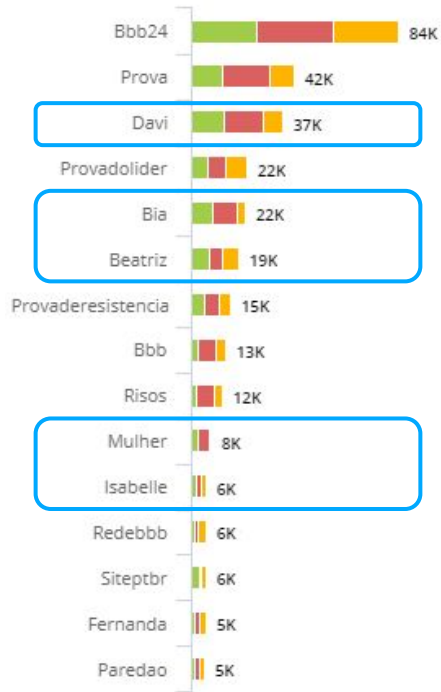 Bbb24 84K
Prova 42K
Davi 37K
Provadolider 22K
Bia 22K
Beatriz 19K
Provaderesistencia 15K
Bbb 13K
Risos 12K
Mulher 8K
Isabelle 6K
Redebbb 6K
Siteptbr 6K
Fernanda 5K
Paredao 5K